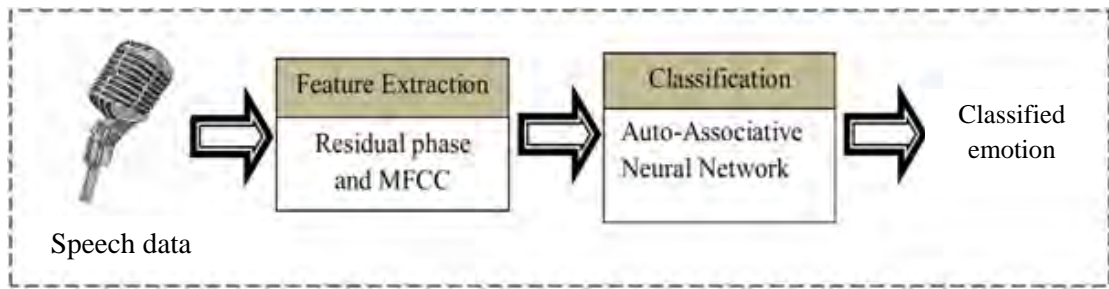 Speech data
Feature Extraction
Residual phase
and MFCC
Classification
Auto-Associative
Neural Network
Classified
emotion